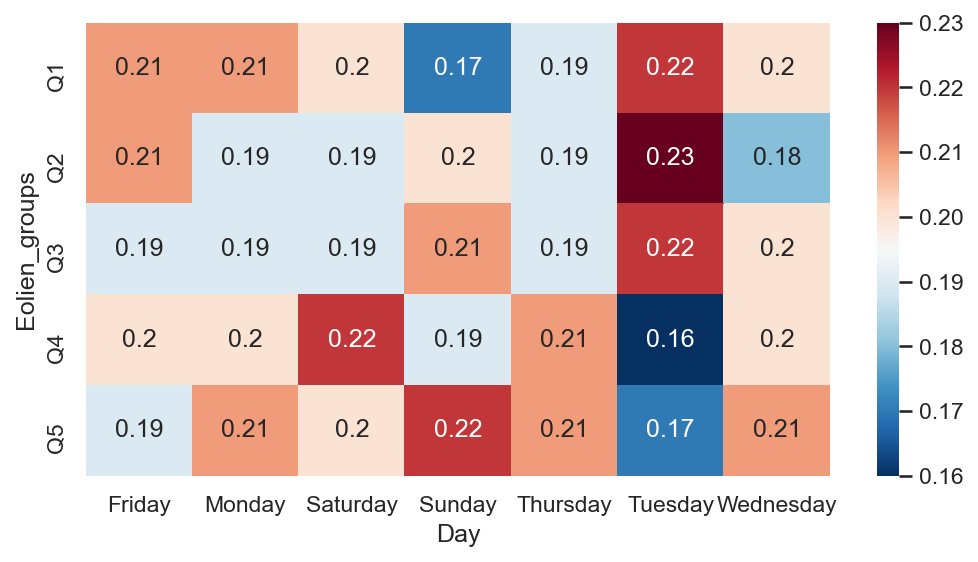 Eolien_groups
Q1 0.21 0.21 0.2 0.17 0.19 0.22 0.2
Q2 0.21 0.19 0.19 0.2 0.19 0.23 0.18
Q3 0.19 0.19 0.19 0.21 0.19 0.22 0.2
Q4 0.2 0.2 0.22 0.19 0.21 0.16 0.2
Q5 0.19 0.21 0.2 0.22 0.21 0.17 0.21
Friday Monday Saturday Sunday Thursday Tuesday Wednesday
Day
0.23
0.22
0.21
0.20
0.19
0.18
0.17
0.16